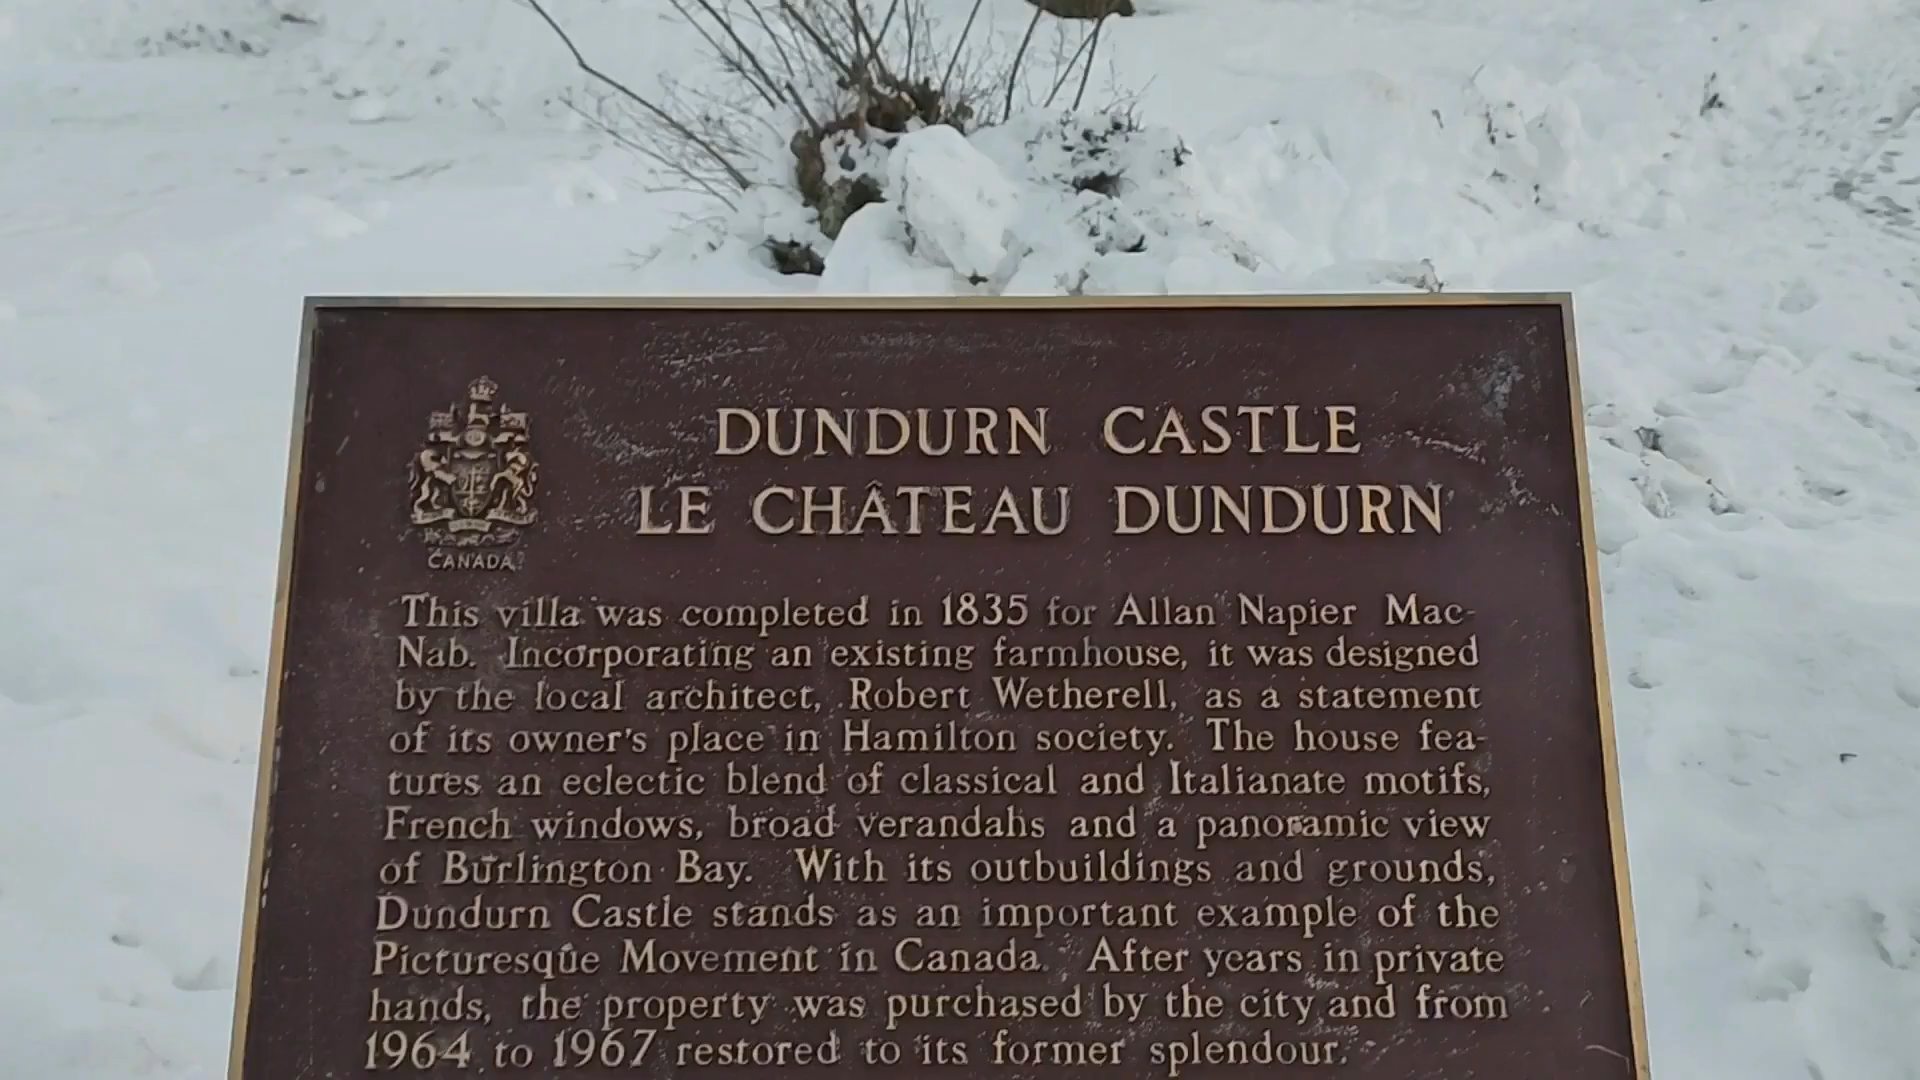 DUNDURN CASTLE
LE CHÂTEAU DUNDURN
CANADA
This villa was completed in 1835 for Allan Napier Mac-
Nab. Incorporating an existing farmhouse, it was designed
by the local architect, Robert Wetherell, as a statement
of its owner's place in Hamilton society. The house fea-
tures an eclectic blend of classical and Italianate motifs,
French windows, broad verandahs and a panoramic view
of Burlington Bay. With its outbuildings and grounds,
Dundurn Castle stands as an important example of the
Picturesque Movement in Canada. After years in private
hands, the property was purchased by the city and from
1964 to 1967 restored to its former splendour.